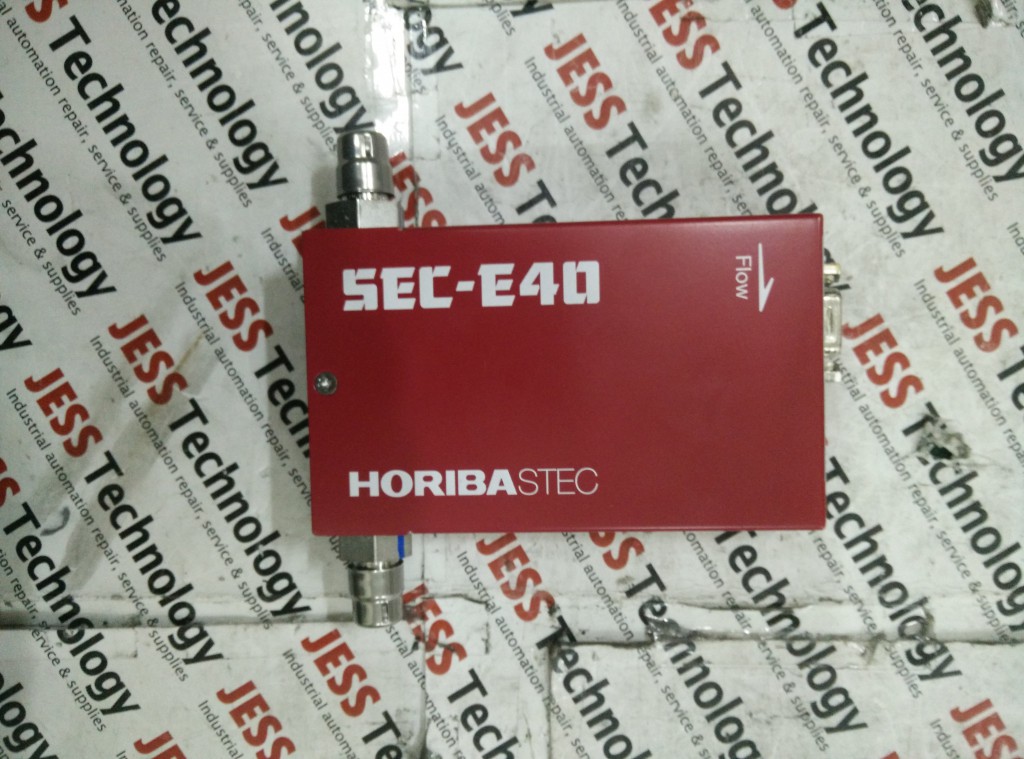 SEC-E40
Flow
HORIBASTEC
JESS Technology
Industrial automation repair, service & supplies